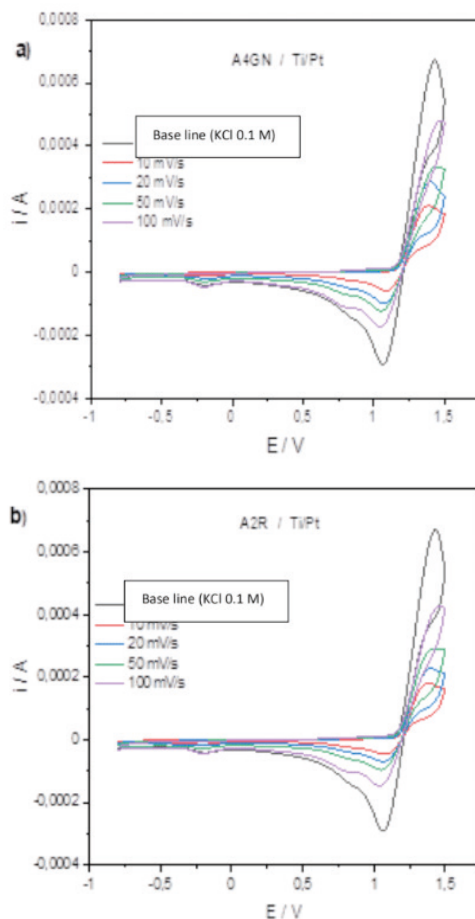 a)
A4GN / Ti/Pt
0.0008
0.0006
0.0004
0.0002
0
-0.0002
-0.0004
i / A
Base line (KCl 0.1 M)
10 mV/s
20 mV/s
50 mV/s
100 mV/s
-1 -0,5 0 0,5 1 1,5
E / V
b)
A2R / Ti/Pt
0,0008
0,0006
0,0004
0,0002
0
-0,0002
-0,0004
i / A
Base line (KCl 0.1 M)
10 mV/s
20 mV/s
50 mV/s
100 mV/s
-1 -0,5 0 0,5 1 1,5
E / V